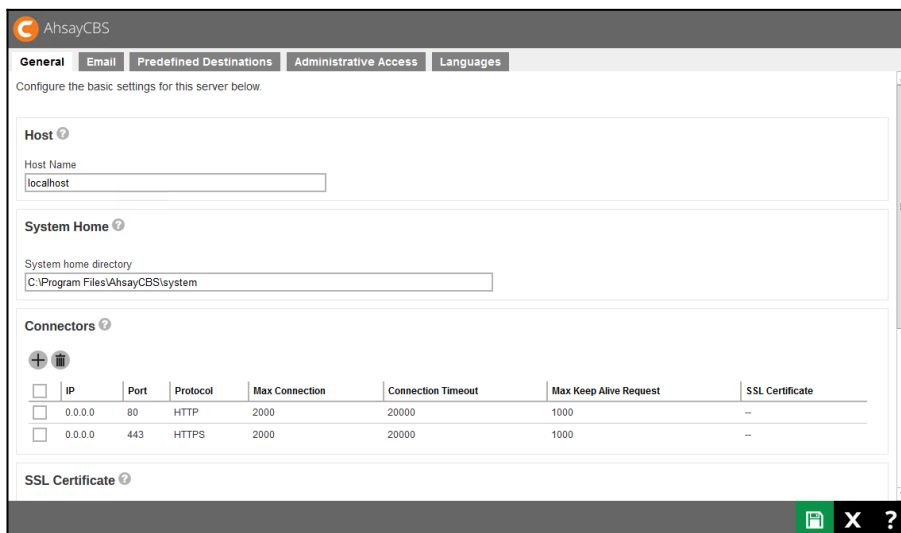 AhsayCBS
General Email Predefined Destinations Administrative Access Languages
Configure the basic settings for this server below.
Host ?
Host Name
localhost
System Home ?
System home directory
C:\Program Files\AhsayCBS\system
Connectors ?
IP Port Protocol Max Connection Connection Timeout Max Keep Alive Request SSL Certificate
0.0.0.0 80 HTTP 2000 20000 1000 --
0.0.0.0 443 HTTPS 2000 20000 1000 --
SSL Certificate ?
X ?